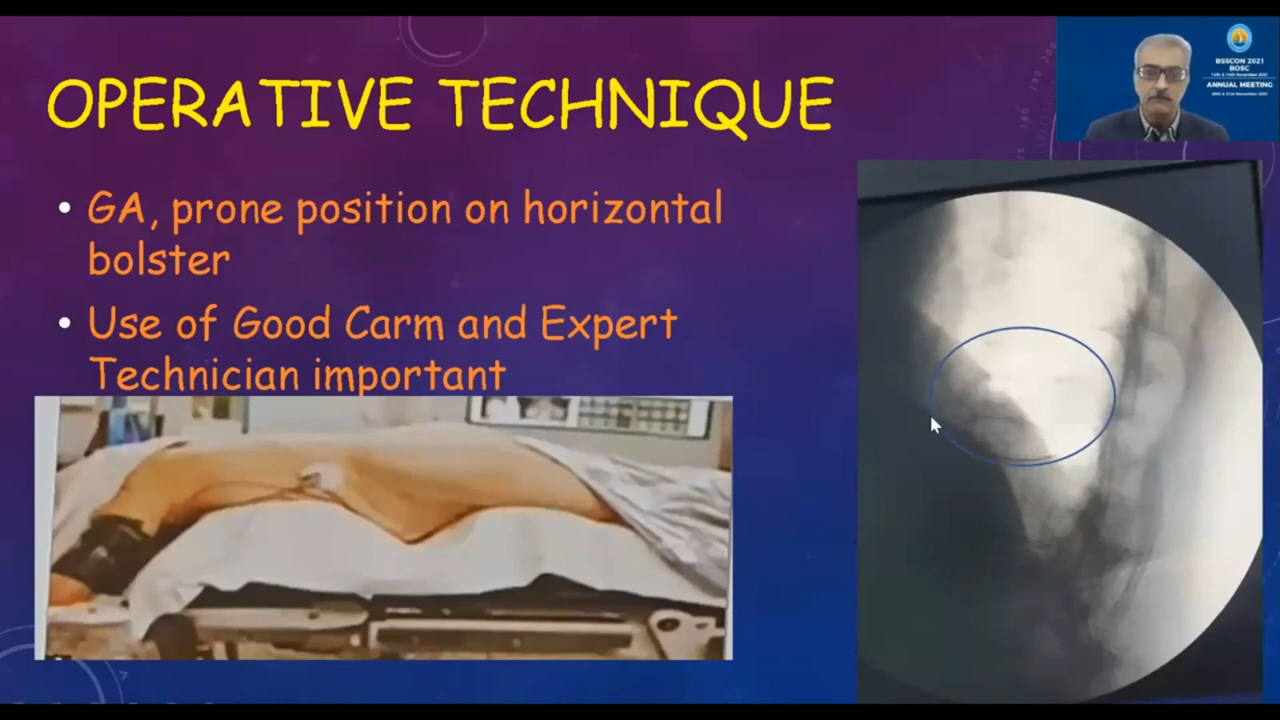 OPERATIVE TECHNIQUE
• GA, prone position on horizontal
bolster
• Use of Good Carm and Expert
Technician important
BSSCON 2021
BOSC
ANNUAL MEETING